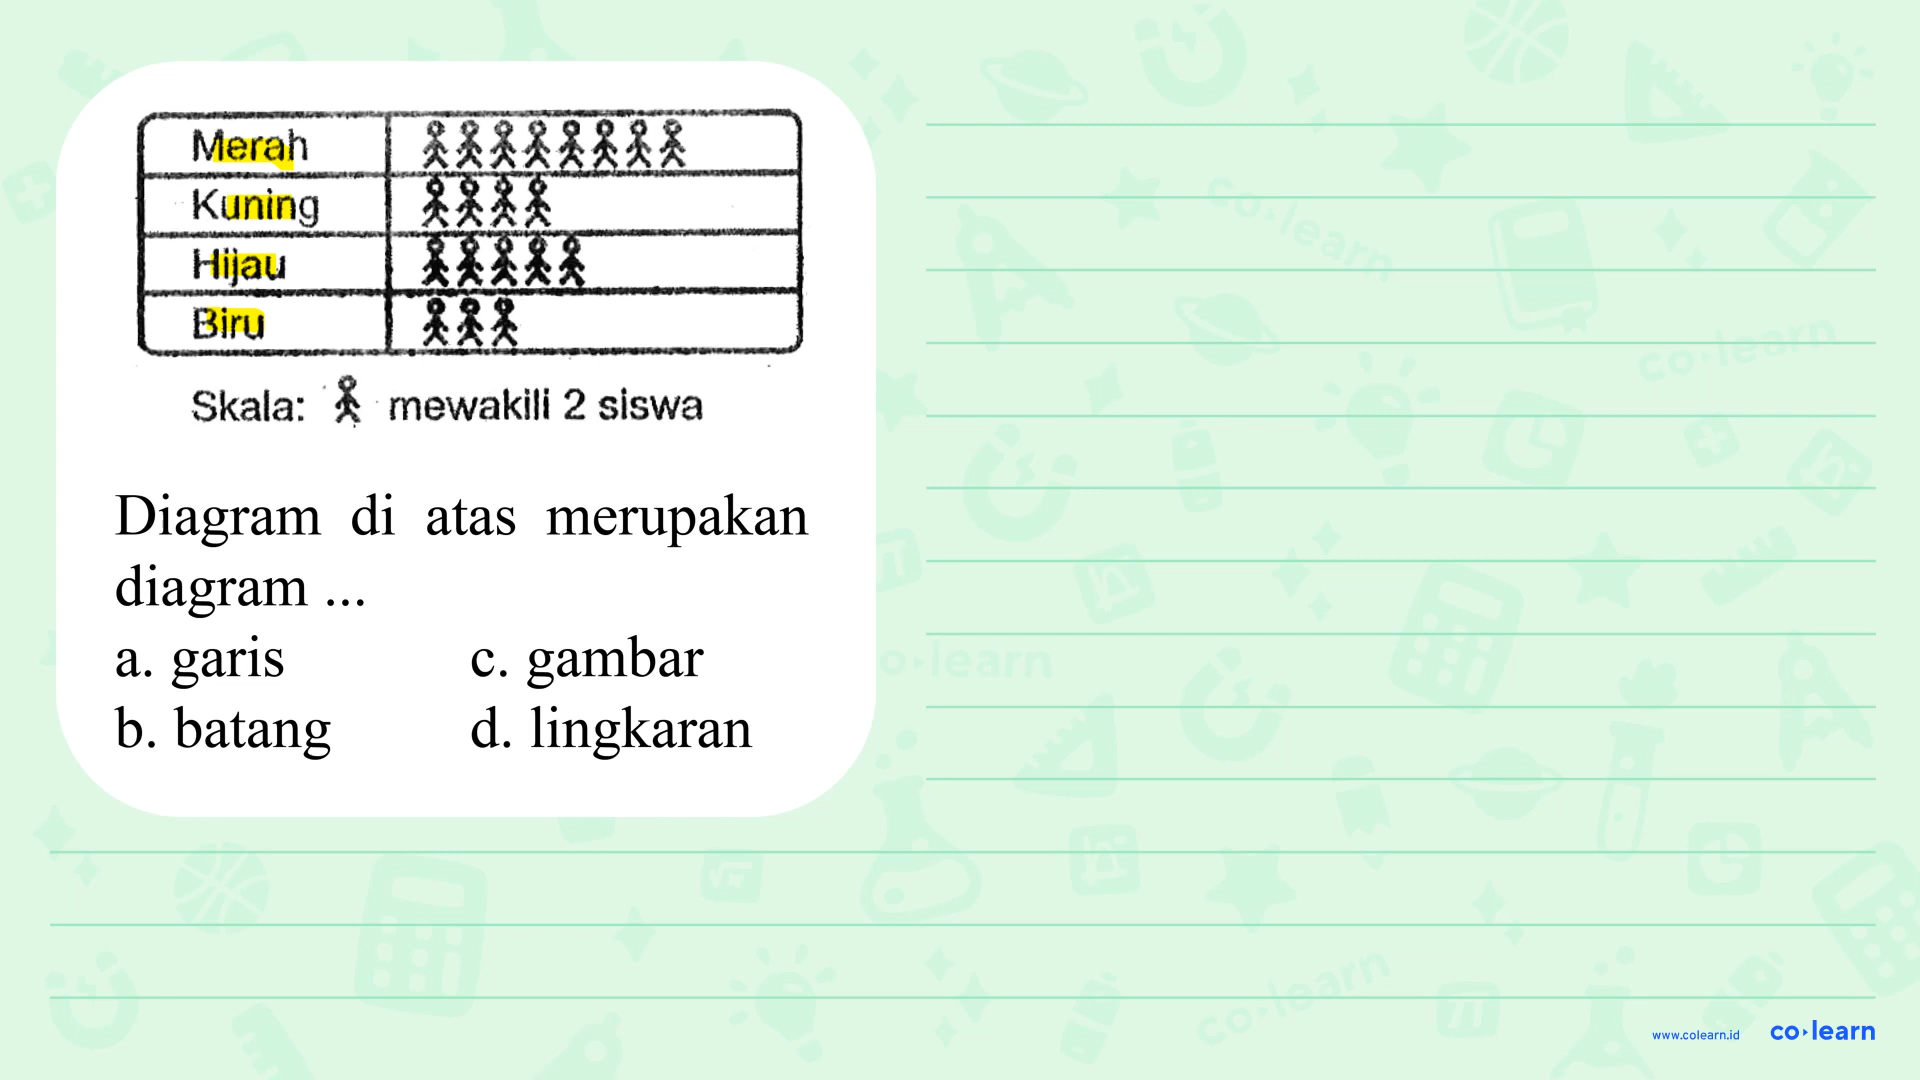 Merah
Kuning
Hijau
Biru
Skala: mewakili 2 siswa
Diagram di atas merupakan
diagram ...
a. garis c. gambar
b. batang d. lingkaran
www.colearn.id co learn